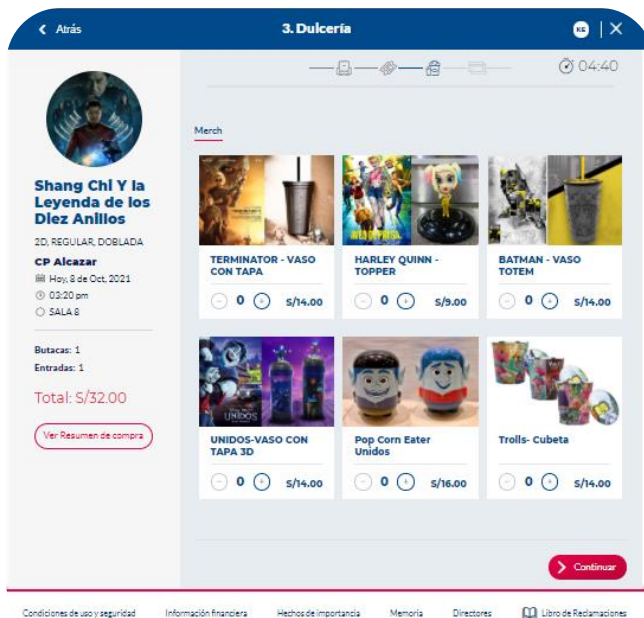 Atrás
3. Dulcería
KE
04:40
Merch
Shang Chi Y la
Leyenda de los
Diez Anillos
2D, REGULAR, DOBLADA
CP Alcazar
Hoy, 8 de Oct, 2021
03:20 pm
SALA 8
Butacas: 1
Entradas: 1
Total: S/32.00
Ver Resumen de compra
TERMINATOR - VASO
CON TAPA
0 S/14.00
HARLEY QUINN -
TOPPER
0 S/9.00
BATMAN - VASO
TOTEM
0 S/14.00
UNIDOS
UNIDOS-VASO CON
TAPA 3D
0 S/14.00
Pop Corn Eater
Unidos
0 S/16.00
Trolls- Cubeta
0 S/14.00
Continuar
Condiciones de uso y seguridad
Información financiera
Hechos de importancia
Memoria
Directores
Libro de Reclamaciones